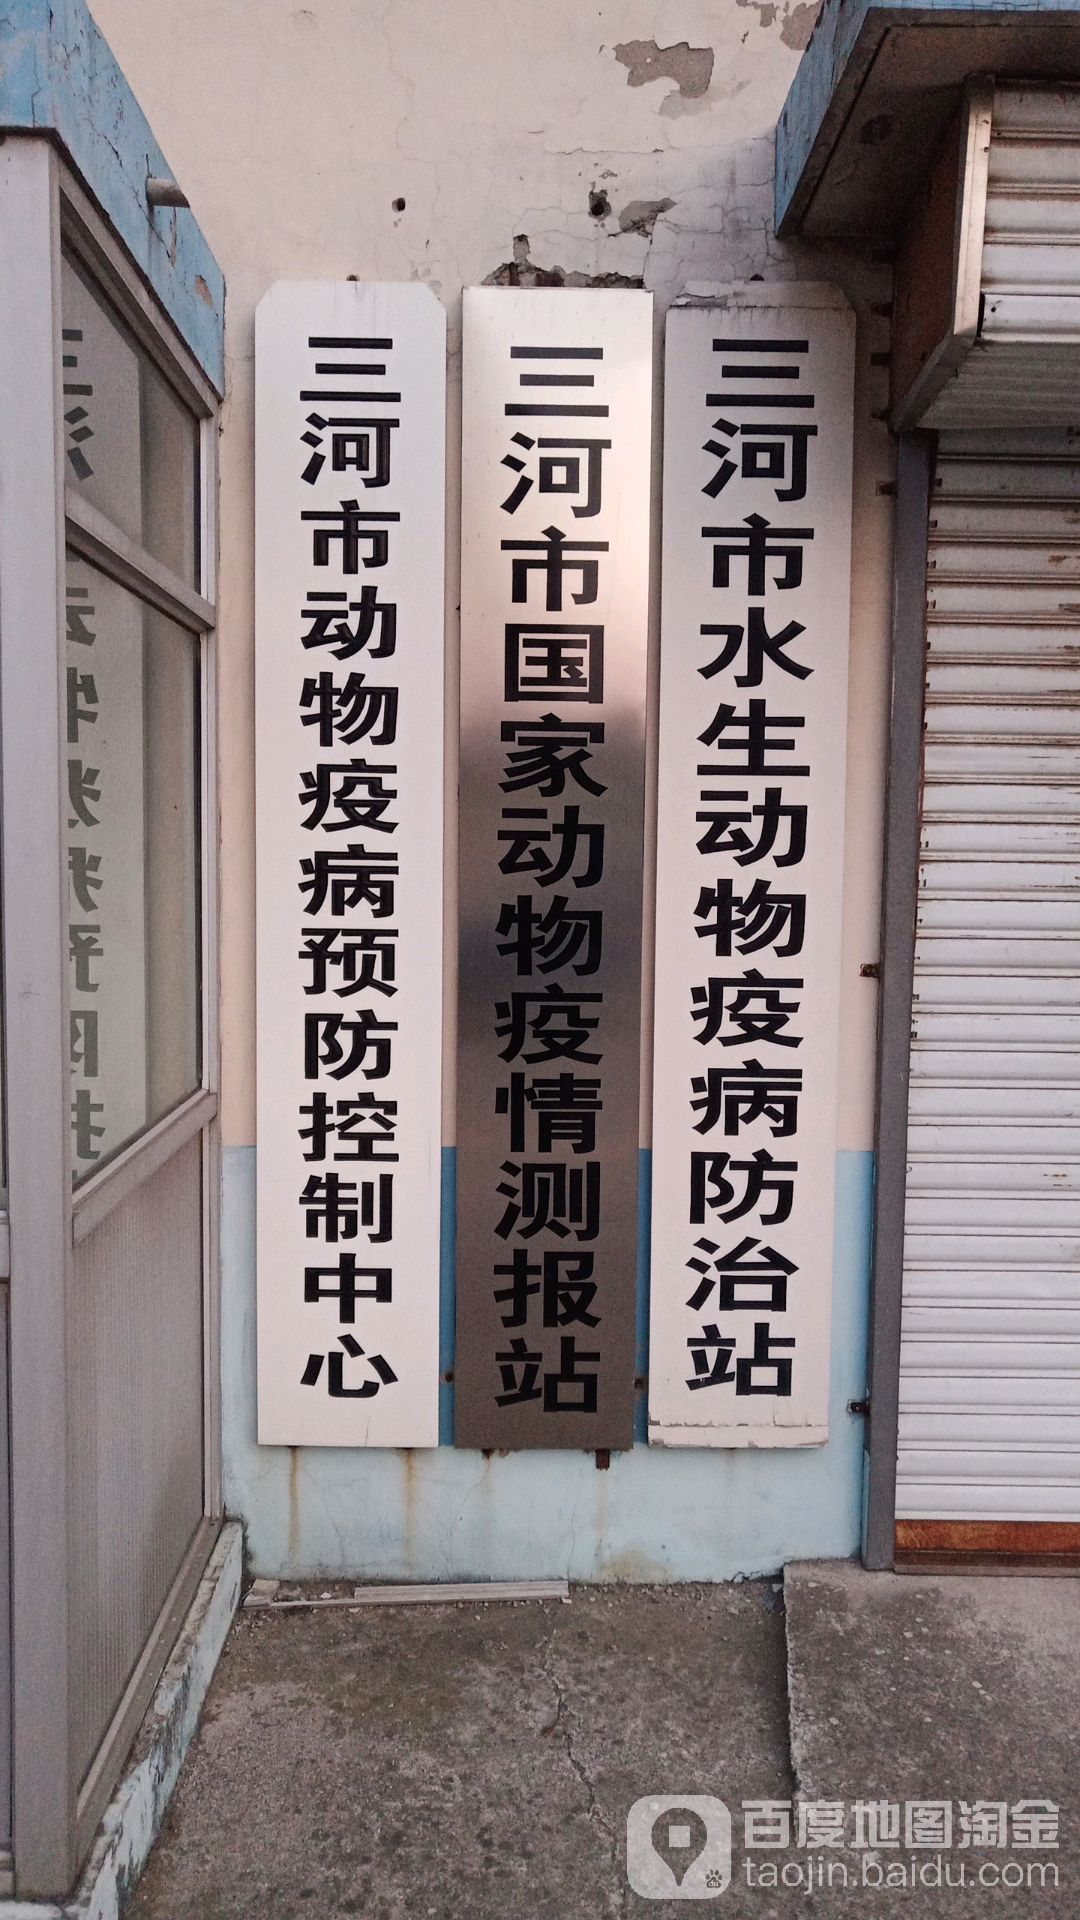 三河市动物疫病预防控制中心
三河市国家动物疫情测报站
三河市水生动物疫病防治站
百度地图淘金
taojin.baidu.com
du